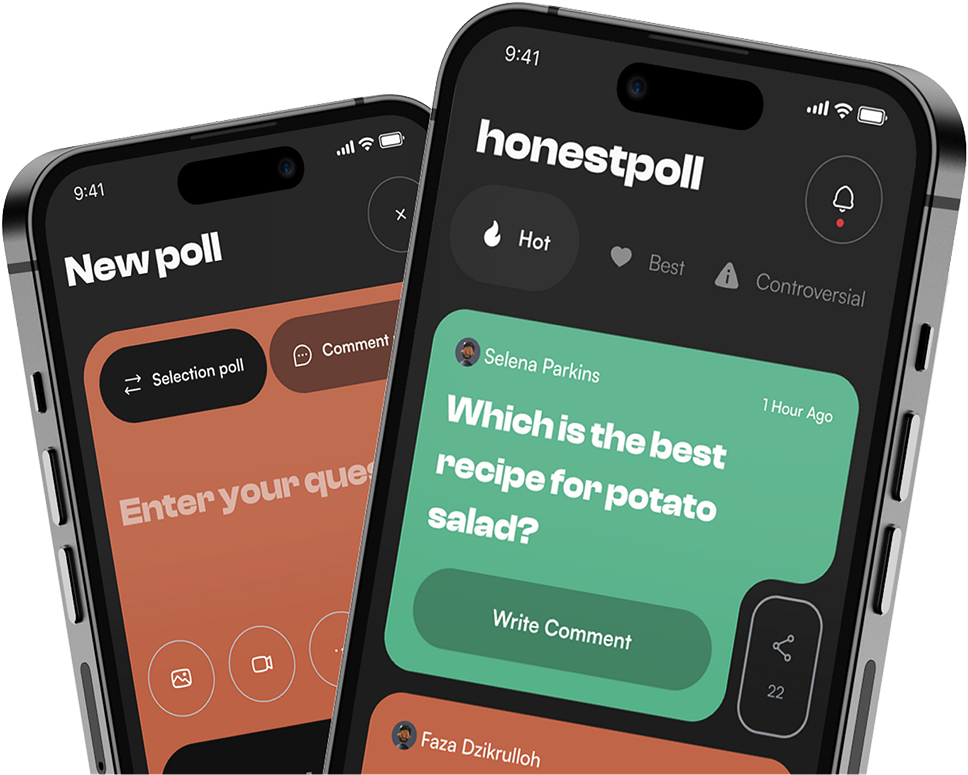 9:41
New poll
Selection poll
Comment
Enter your ques
9:41
honestpoll
Hot
Best
Controversial
Selena Parkins
1 Hour Ago
Which is the best
recipe for potato
salad?
Write Comment
22
Faza Dzikrulloh